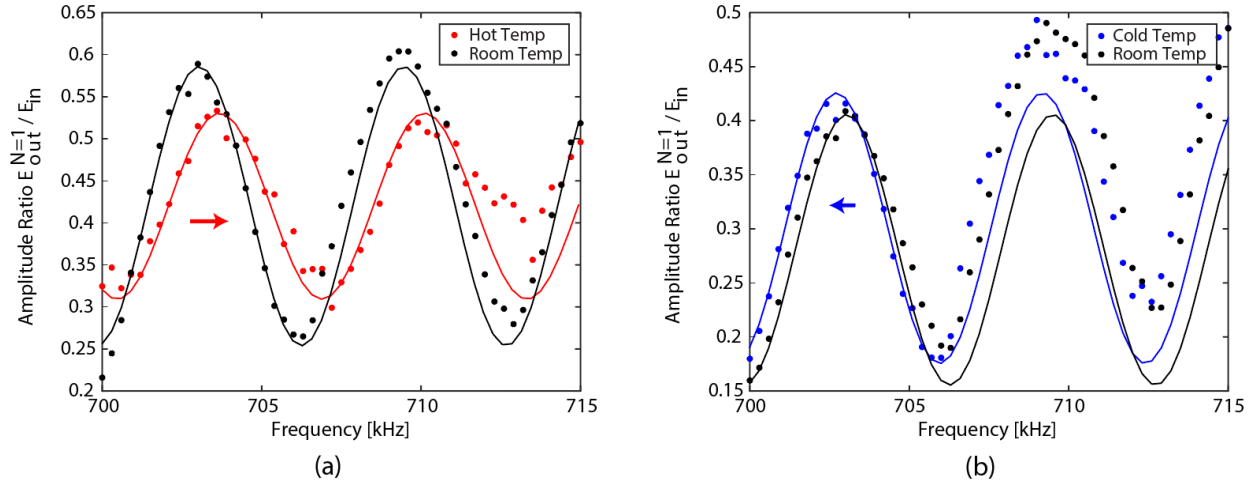 0.65
0.6
0.55
0.5
0.45
0.4
0.35
0.3
0.25
0.2
Amplitude Ratio E N=1 out / E in
Hot Temp
Room Temp
700
705
710
715
Frequency [kHz]
(a)
0.5
0.45
0.4
0.35
0.3
0.25
0.2
0.15
Amplitude Ratio E N=1 out / E in
Cold Temp
Room Temp
700
705
710
715
Frequency [kHz]
(b)